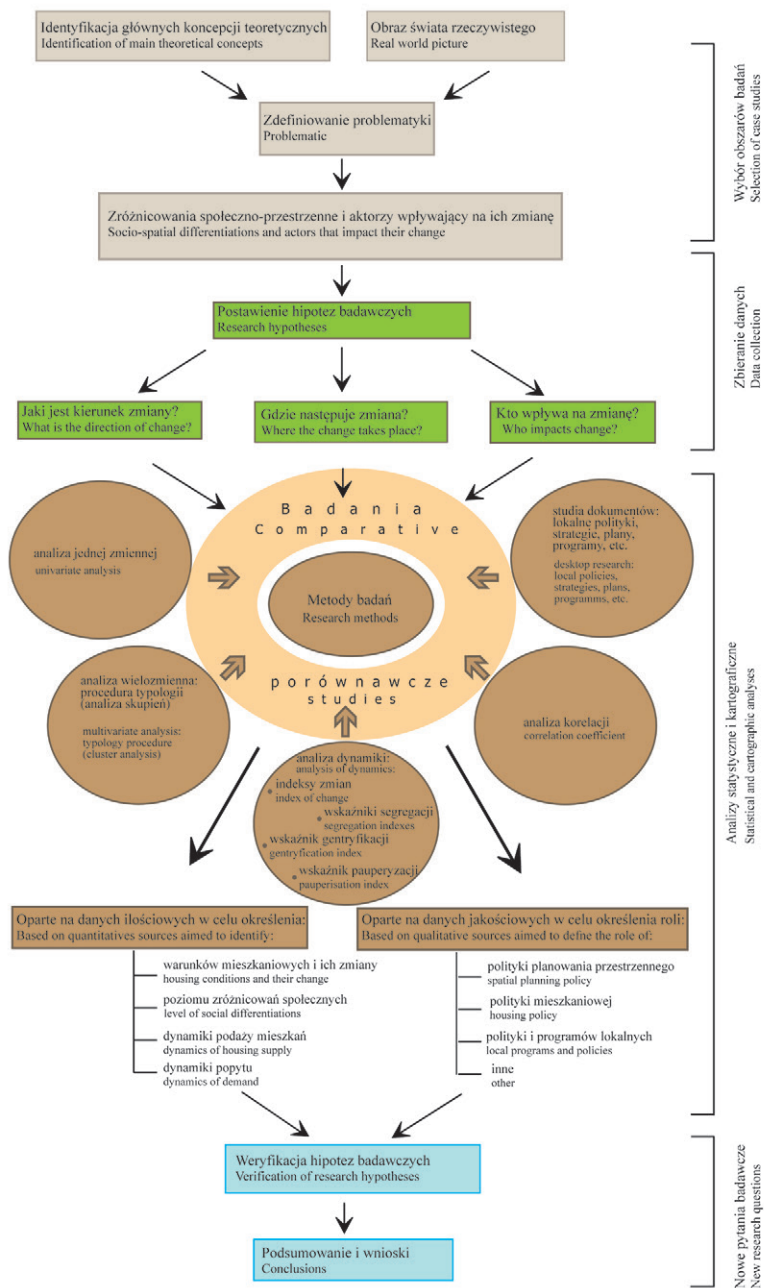 Identyfikacja głównych koncepcji teoretycznych
Identification of main theoretical concepts
Obraz świata rzeczywistego
Real world picture
Zdefiniowanie problematyki
Problematic
Zróżnicowania społeczno-przestrzenne i aktorzy wpływający na ich zmianę
Socio-spatial differentiations and actors that impact their change
Wybór obszarów badań
Selection of case studies
Postawienie hipotez badawczych
Research hypotheses
Jaki jest kierunek zmiany?
What is the direction of change?
Gdzie następuje zmiana?
Where the change takes place?
Kto wpływa na zmianę?
Who impacts change?
Zbieranie danych
Data collection
Badania
Comparative
Metody badań
Research methods
porównawcze
studies
analiza jednej zmiennej
univariate analysis
studia dokumentów:
lokalne polityki,
strategie, plany,
programy, etc.
desktop research:
local policies,
strategies, plans,
programms, etc.
analiza wielozmienna:
procedura typologii
(analiza skupień)
multivariate analysis:
typology procedure
(cluster analysis)
analiza korelacji
correlation coefficient
analiza dynamiki:
analysis of dynamics:
• indeksy zmian
index of change
• wskaźniki segregacji
segregation indexes
• wskaźnik gentryfikacji
gentryfication index
• wskaźnik pauperyzacji
pauperisation index
Oparte na danych ilościowych w celu określenia:
Based on quantitatives sources aimed to identify:
warunków mieszkaniowych i ich zmiany
housing conditions and their change
poziomu zróżnicowań społecznych
level of social differentiations
dynamiki podaży mieszkań
dynamics of housing supply
dynamiki popytu
dynamics of demand
Oparte na danych jakościowych w celu określenia roli:
Based on qualitative sources aimed to define the role of:
polityki planowania przestrzennego
spatial planning policy
polityki mieszkaniowej
housing policy
polityki i programów lokalnych
local programs and policies
inne
other
Analizy statystyczne i kartograficzne
Statistical and cartographic analyses
Weryfikacja hipotez badawczych
Verification of research hypotheses
Podsumowanie i wnioski
Conclusions
Nowe pytania badawcze
New research questions